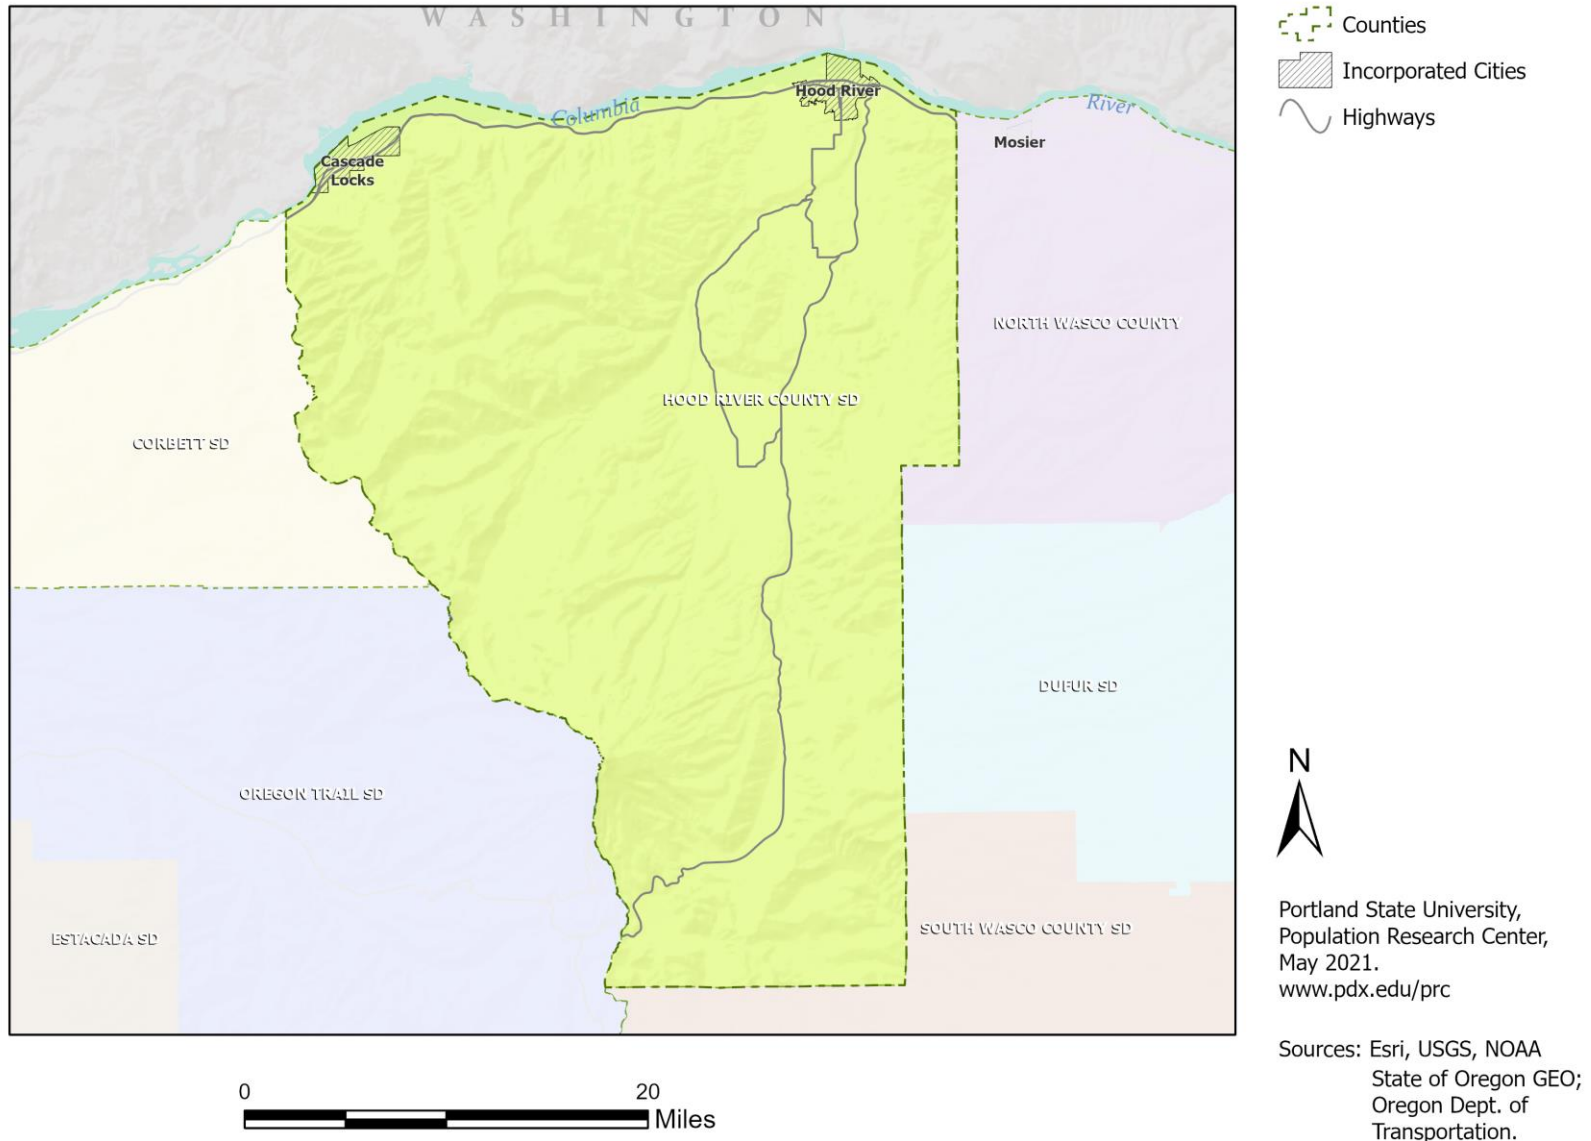 WASHINGTON
Counties
Incorporated Cities
Highways
Hood River
Columbia
River
Mosier
Cascade
Locks
NORTH WASCO COUNTY
HOOD RIVER COUNTY SD
CORBETT SD
DUFUR SD
OREGON TRAIL SD
SOUTH WASCO COUNTY SD
ESTACADA SD
N
Portland State University,
Population Research Center,
May 2021.
www.pdx.edu/prc
Sources: Esri, USGS, NOAA
State of Oregon GEO;
Oregon Dept. of
Transportation.
0 20
Miles